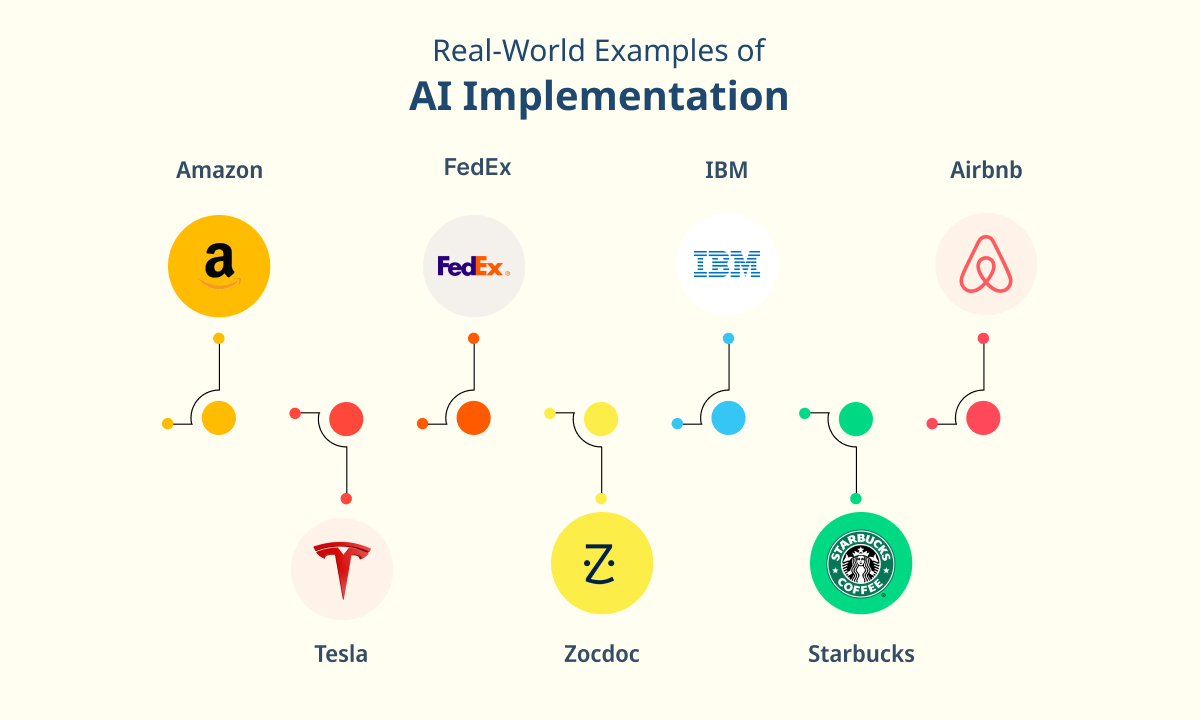 Real-World Examples of
AI Implementation
Amazon
FedEx
IBM
Airbnb
a
FedEx®
IBM
STARBUCKS
COFFEE
®
Tesla
Zocdoc
Starbucks